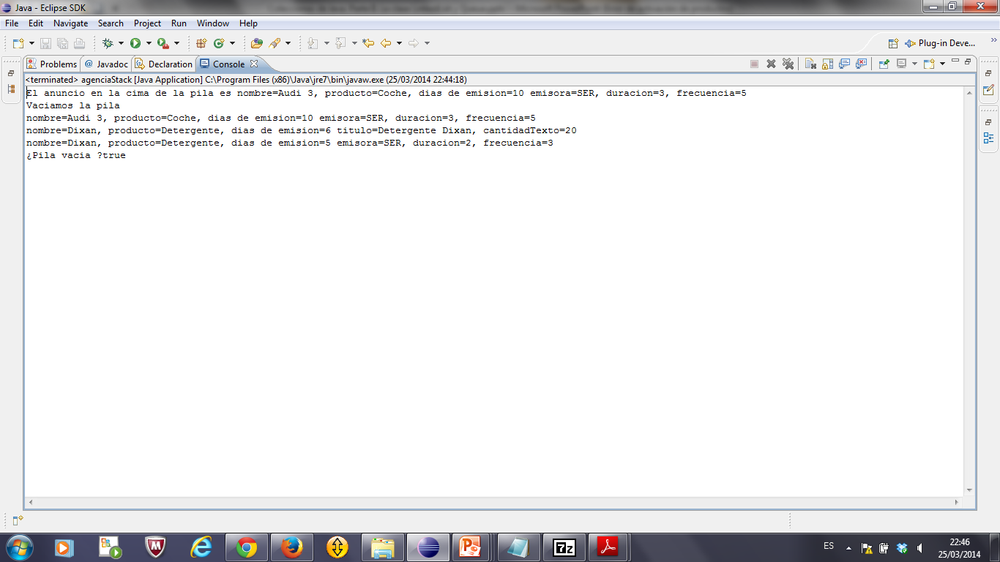 Java - Eclipse SDK
File Edit Navigate Search Project Run Window Help
Plug-in Deve...
Problems @ Javadoc Declaration Console
<terminated> agenciaStack [Java Application] C:\Program Files (x86)\Java\jre7\bin\javaw.exe (25/03/2014 22:44:18)
El anuncio en la cima de la pila es nombre=Audi 3, producto=Coche, dias de emision=10 emisora=SER, duracion=3, frecuencia=5
Vaciamos la pila
nombre=Audi 3, producto=Coche, dias de emision=10 emisora=SER, duracion=3, frecuencia=5
nombre=Dixan, producto=Detergente, dias de emision=6 titulo=Detergente Dixan, cantidadTexto=20
nombre=Dixan, producto=Detergente, dias de emision=5 emisora=SER, duracion=2, frecuencia=3
¿Pila vacia ?true
ES
22:46
25/03/2014